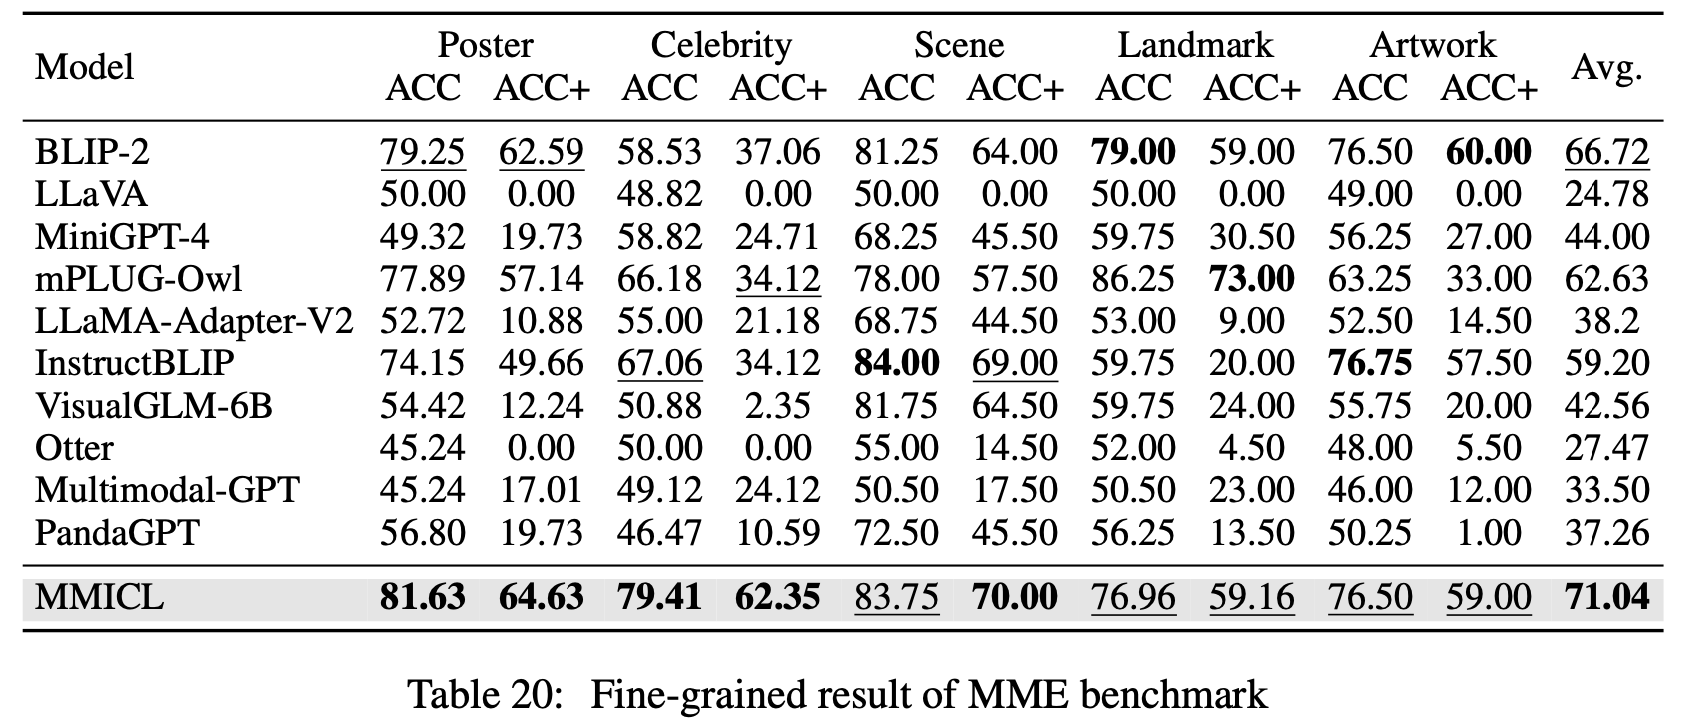 Model Poster Celebrity Scene Landmark Artwork Avg.
ACC ACC+ ACC ACC+ ACC ACC+ ACC ACC+ ACC ACC+
BLIP-2 79.25 62.59 58.53 37.06 81.25 64.00 79.00 59.00 76.50 60.00 66.72
LLaVA 50.00 0.00 48.82 0.00 50.00 0.00 50.00 0.00 49.00 0.00 24.78
MiniGPT-4 49.32 19.73 58.82 24.71 68.25 45.50 59.75 30.50 56.25 27.00 44.00
mPLUG-Owl 77.89 57.14 66.18 34.12 78.00 57.50 86.25 73.00 63.25 33.00 62.63
LLaMA-Adapter-V2 52.72 10.88 55.00 21.18 68.75 44.50 53.00 9.00 52.50 14.50 38.2
InstructBLIP 74.15 49.66 67.06 34.12 84.00 69.00 59.75 20.00 76.75 57.50 59.20
VisualGLM-6B 54.42 12.24 50.88 2.35 81.75 64.50 59.75 24.00 55.75 20.00 42.56
Otter 45.24 0.00 50.00 0.00 55.00 14.50 52.00 4.50 48.00 5.50 27.47
Multimodal-GPT 45.24 17.01 49.12 24.12 50.50 17.50 50.50 23.00 46.00 12.00 33.50
PandaGPT 56.80 19.73 46.47 10.59 72.50 45.50 56.25 13.50 50.25 1.00 37.26
MMICL 81.63 64.63 79.41 62.35 83.75 70.00 76.96 59.16 76.50 59.00 71.04
Table 20: Fine-grained result of MME benchmark